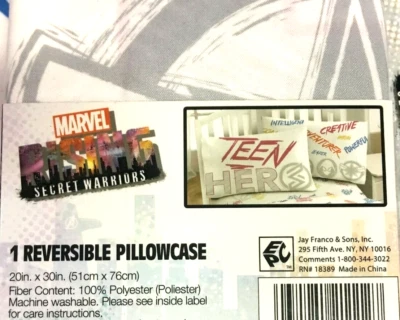 MARVEL
RISING
SECRET WARRIORS
TEEN
HERO
CREATIVE
POWERFUL
1 REVERSIBLE PILLOWCASE
20in. x 30in. (51cm x 76cm)
Fiber Content: 100% Polyester (Poliester)
Machine washable. Please see inside label
for care instructions.
Jay Franco & Sons, Inc.
295 Fifth Ave. NY, NY 10016
Comments 1-800-344-3022
RN# 18389 Made in China